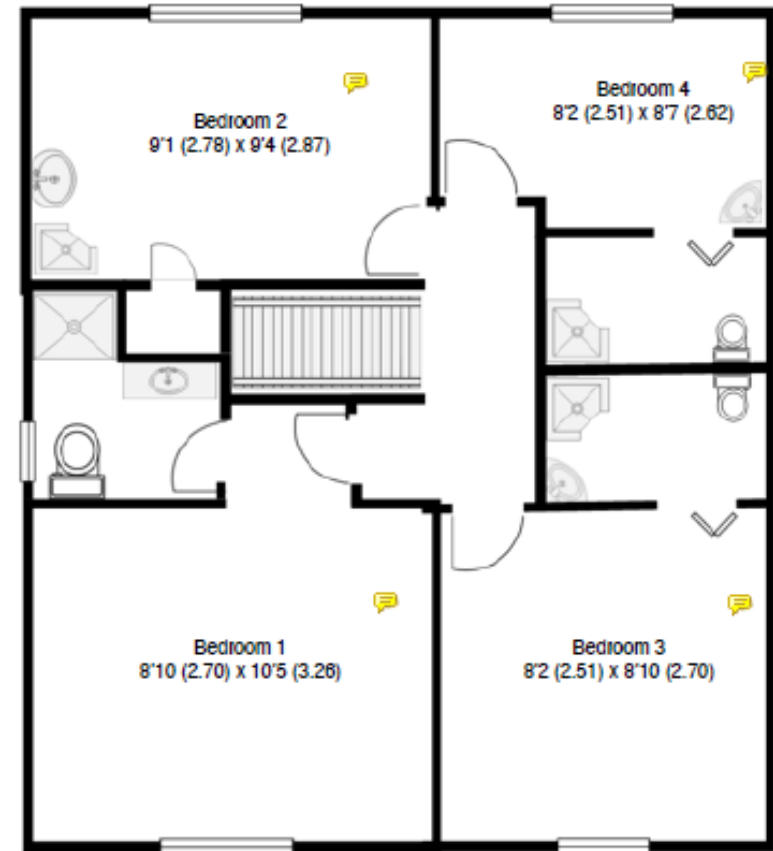 Bedroom 2
9'1 (2.78) x 9'4 (2.87)
Bedroom 4
8'2 (2.51) x 8'7 (2.62)
Bedroom 1
8'10 (2.70) x 10'5 (3.26)
Bedroom 3
8'2 (2.51) x 8'10 (2.70)